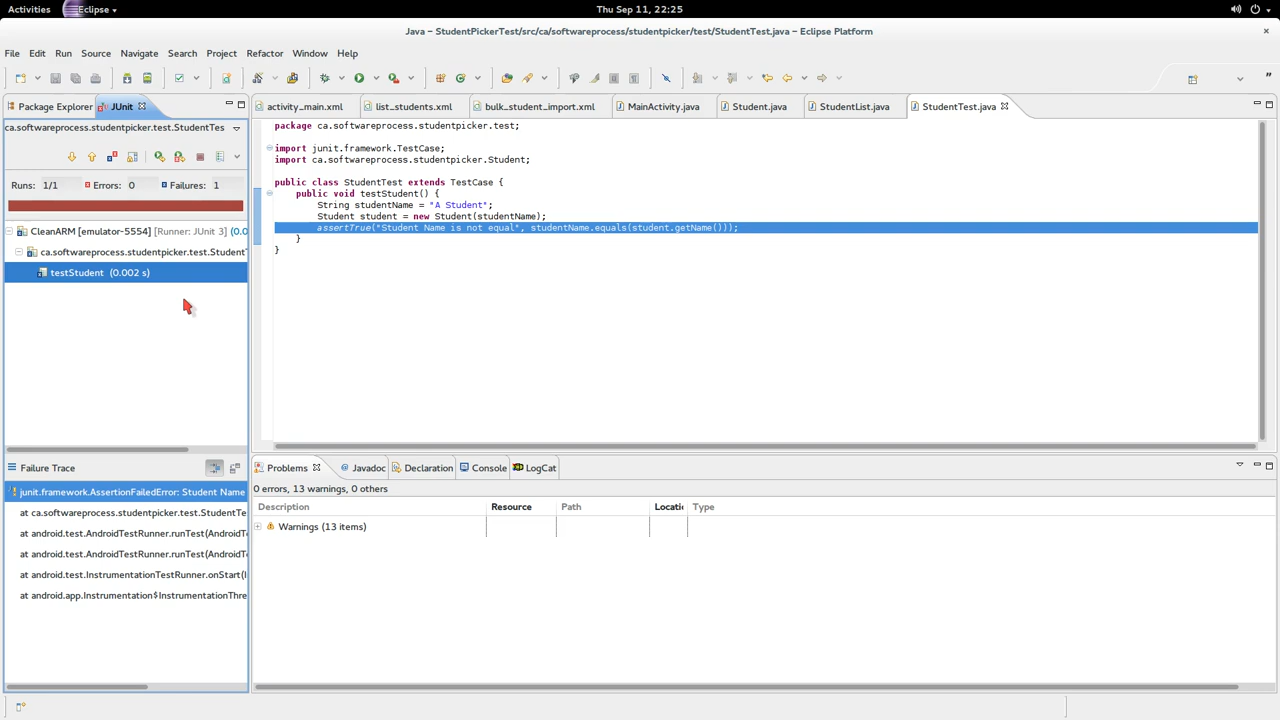 Activities Eclipse Thu Sep 11, 22:25
Java – StudentPickerTest/src/ca/softwareprocess/studentpicker/test/StudentTest.java – Eclipse Platform
File Edit Run Source Navigate Search Project Refactor Window Help
Package Explorer JUnit activity_main.xml list_students.xml bulk_student_import.xml MainActivity.java Student.java StudentList.java StudentTest.java
ca.softwareprocess.studentpicker.test.StudentTes
Runs: 1/1 Errors: 0 Failures: 1
CleanARM [emulator-5554] [Runner: JUnit 3] (0.0
ca.softwareprocess.studentpicker.test.StudentT
testStudent (0.002 s)
package ca.softwareprocess.studentpicker.test;
import junit.framework.TestCase;
import ca.softwareprocess.studentpicker.Student;
public class StudentTest extends TestCase {
public void testStudent() {
String studentName = "A Student";
Student student = new Student(studentName);
assertTrue("Student Name is not equal", studentName.equals(student.getName()));
}
}
Failure Trace
junit.framework.AssertionFailedError: Student Name
at ca.softwareprocess.studentpicker.test.StudentTe
at android.test.AndroidTestRunner.runTest(AndroidT
at android.test.AndroidTestRunner.runTest(AndroidT
at android.test.InstrumentationTestRunner.onStart(I
at android.app.Instrumentation$InstrumentationThre
Problems Javadoc Declaration Console LogCat
0 errors, 13 warnings, 0 others
Description Resource Path Locatic Type
Warnings (13 items)